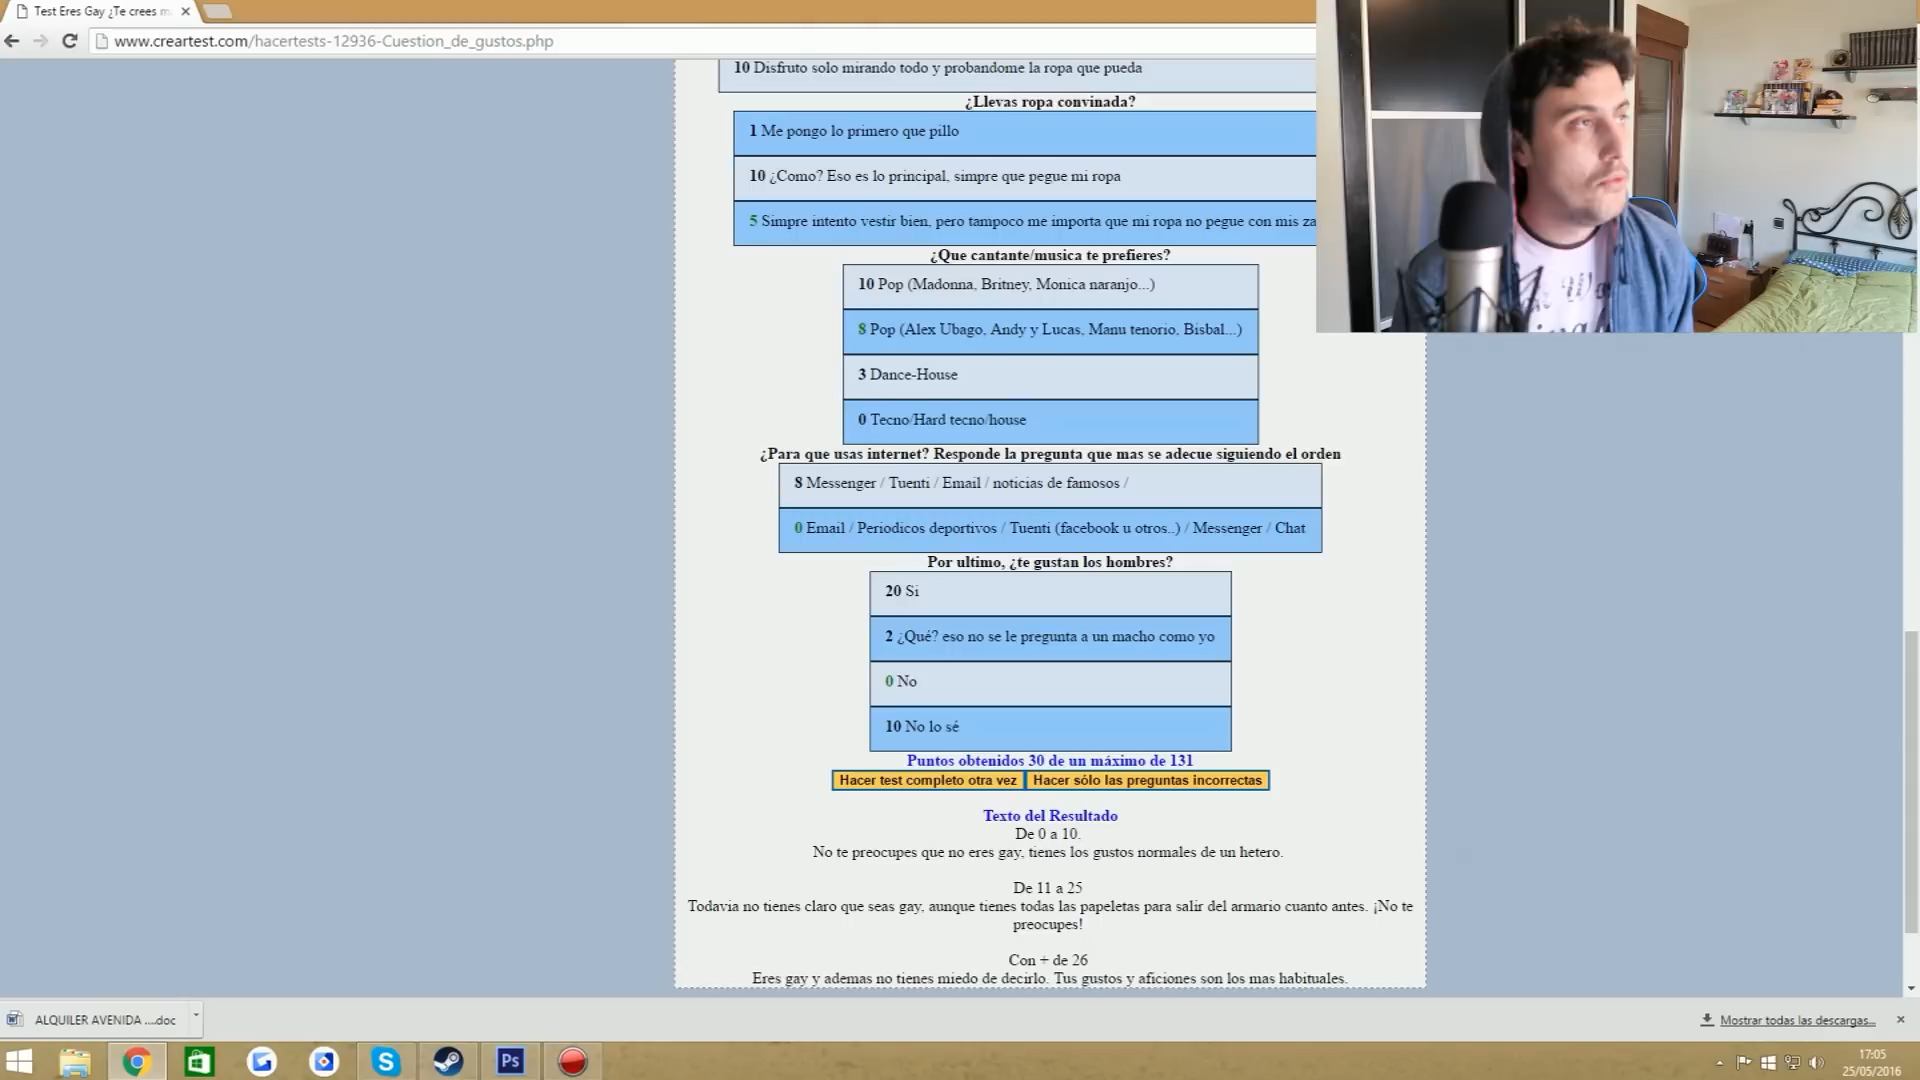 Test Eres Gay ¿Te crees m
www.creartest.com/hacertests-12936-Cuestion_de_gustos.php
10 Disfruto solo mirando todo y probandome la ropa que pueda
¿Llevas ropa convinada?
1 Me pongo lo primero que pillo
10 ¿Como? Eso es lo principal, simpre que pegue mi ropa
5 Simpre intento vestir bien, pero tampoco me importa que mi ropa no pegue con mis za
¿Que cantante/musica te prefieres?
10 Pop (Madonna, Britney, Monica naranjo...)
8 Pop (Alex Ubago, Andy y Lucas, Manu tenorio, Bisbal...)
3 Dance-House
0 Tecno/Hard tecno/house
¿Para que usas internet? Responde la pregunta que mas se adecue siguiendo el orden
8 Messenger / Tuenti / Email / noticias de famosos /
0 Email / Periodicos deportivos / Tuenti (facebook u otros..) / Messenger / Chat
Por ultimo, ¿te gustan los hombres?
20 Si
2 ¿Qué? eso no se le pregunta a un macho como yo
0 No
10 No lo sé
Puntos obtenidos 30 de un máximo de 131
Hacer test completo otra vez
Hacer sólo las preguntas incorrectas
Texto del Resultado
De 0 a 10.
No te preocupes que no eres gay, tienes los gustos normales de un hetero.
De 11 a 25
Todavia no tienes claro que seas gay, aunque tienes todas las papeletas para salir del armario cuanto antes. ¡No te
preocupes!
Con + de 26
Eres gay y ademas no tienes miedo de decirlo. Tus gustos y aficiones son los mas habituales.
ALQUILER AVENIDA ....doc
Mostrar todas las descargas...
Ps
17:05
25/05/2016